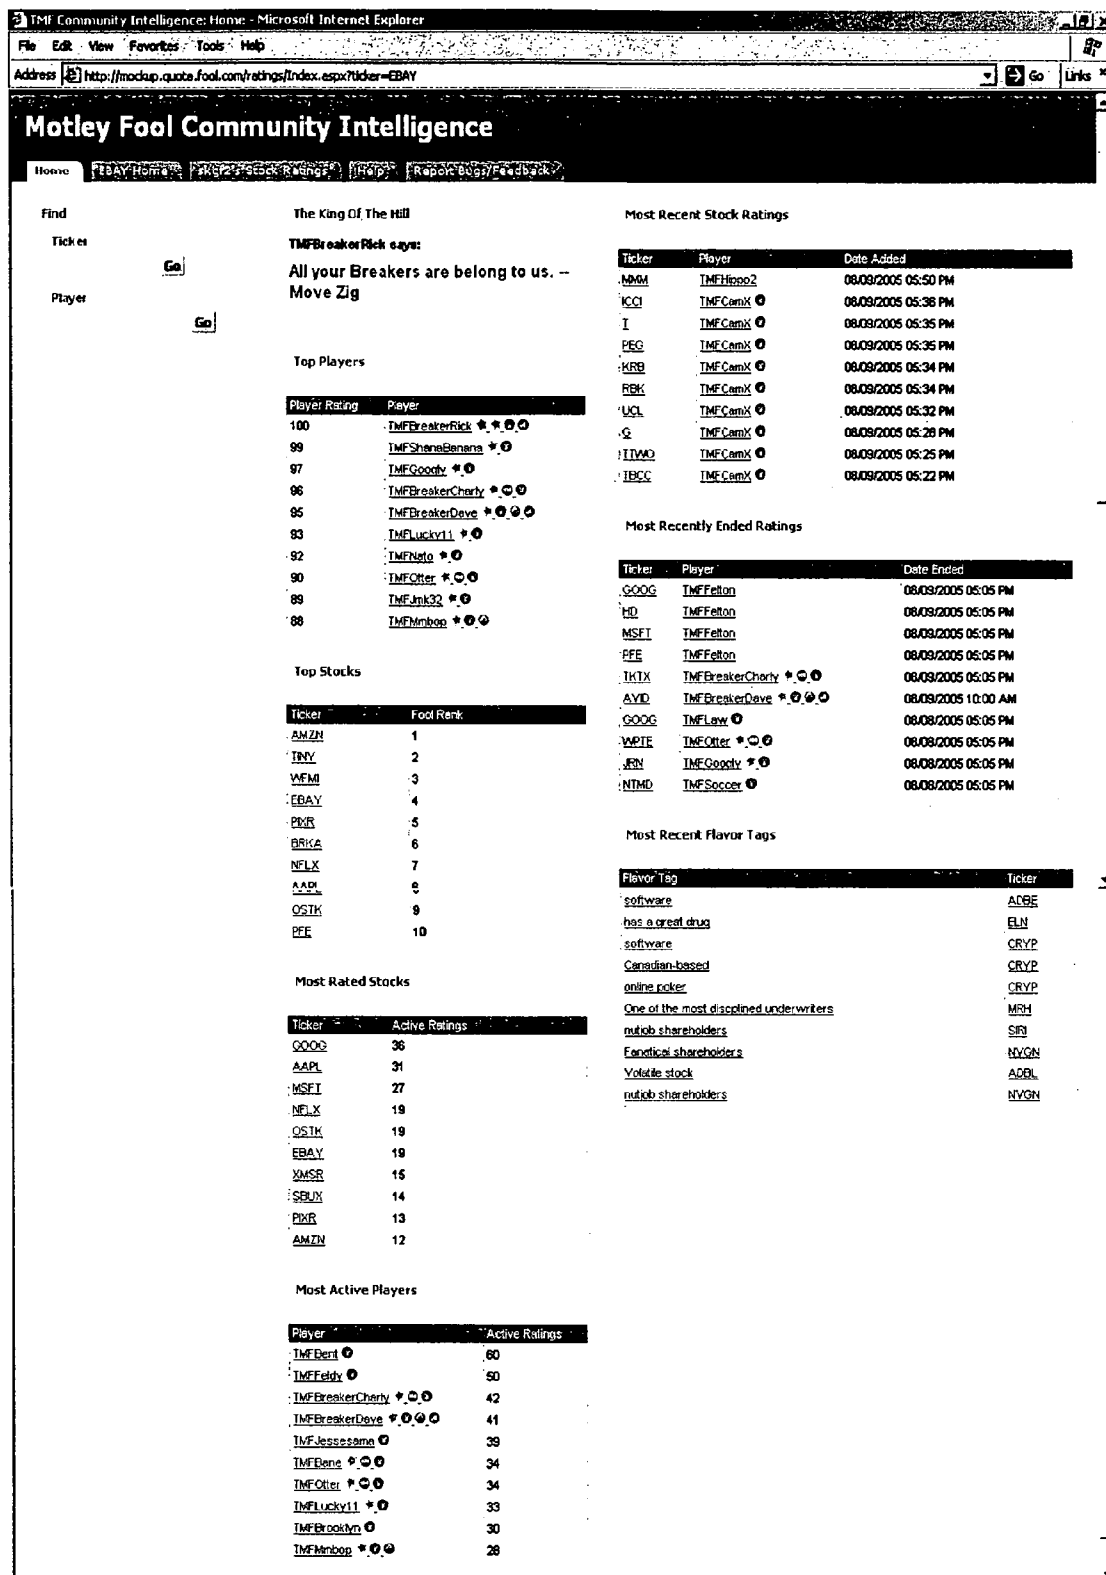 TMF Community Intelligence: Home - Microsoft Internet Explorer
File Edit View Favorites Tools Help
Address http://mockup.quote.fool.com/ratings/Index.aspx?ticker=EBAY Go Links
Motley Fool Community Intelligence
Home EBAY Home Stock Ratings Help Report Bugs/Feedback
Find
Ticker
Go
Player
Go
The King Of The Hill
TMFBreakerRick says:
All your Breakers are belong to us. --
Move Zig
Top Players
Player Rating Player
100 TMFBreakerRick
99 TMFShanaBanana
97 TMFGoofy
96 TMFBreakerCharly
95 TMFBreakerDave
93 TMFLucky11
92 TMFNato
90 TMFOtter
89 TMFJmk32
88 TMFMmbop
Top Stocks
Ticker Fool Rank
AMZN 1
TINY 2
WFMI 3
EBAY 4
PIXR 5
BRKA 6
NFLX 7
AAPL 8
OSTK 9
PFE 10
Most Rated Stocks
Ticker Active Ratings
GOOG 36
AAPL 31
MSFT 27
NFLX 19
OSTK 19
EBAY 19
XMSR 15
SBUX 14
PIXR 13
AMZN 12
Most Active Players
Player Active Ratings
TMFBent 60
TMFFeldy 50
TMFBreakerCharly 42
TMFBreakerDave 41
TMFJessesama 39
TMFBane 34
TMFOtter 34
TMFLucky11 33
TMFBrooklyn 30
TMFMmbop 28
Most Recent Stock Ratings
Ticker Player Date Added
MMM TMFHippo2 08/09/2005 05:50 PM
ICCI TMFCamX 08/09/2005 05:36 PM
T TMFCamX 08/09/2005 05:35 PM
PEG TMFCamX 08/09/2005 05:35 PM
KRB TMFCamX 08/09/2005 05:34 PM
RBK TMFCamX 08/09/2005 05:34 PM
UCL TMFCamX 08/09/2005 05:32 PM
G TMFCamX 08/09/2005 05:28 PM
TTWO TMFCamX 08/09/2005 05:25 PM
TBCC TMFCamX 08/09/2005 05:22 PM
Most Recently Ended Ratings
Ticker Player Date Ended
GOOG TMFFelton 08/09/2005 05:05 PM
HD TMFFelton 08/09/2005 05:05 PM
MSFT TMFFelton 08/09/2005 05:05 PM
PFE TMFFelton 08/09/2005 05:05 PM
TKTX TMFBreakerCharly 08/09/2005 05:05 PM
AVID TMFBreakerDave 08/09/2005 10:00 AM
GOOG TMFLaw 08/08/2005 05:05 PM
WPTE TMFOtter 08/08/2005 05:05 PM
JRN TMFGoofy 08/08/2005 05:05 PM
NTMD TMFSoccer 08/08/2005 05:05 PM
Most Recent Flavor Tags
Flavor Tag Ticker
software ADBE
has a great drug ELN
software CRYP
Canadian-based CRYP
online poker CRYP
One of the most discplined underwriters MRH
nutjob shareholders SIRI
Fanatical shareholders NVGN
Volatile stock ADBL
nutjob shareholders NVGN